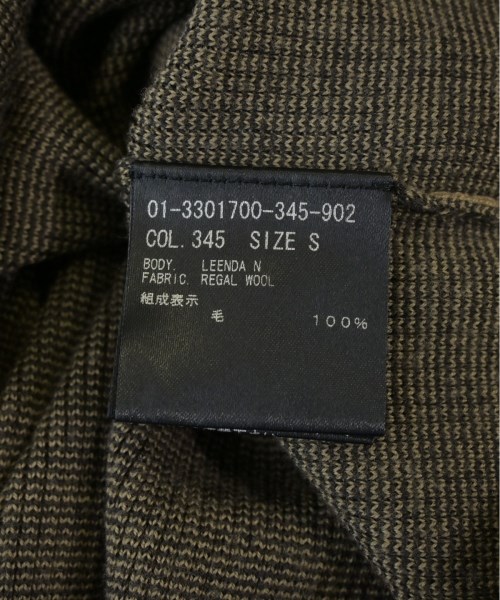 01-3301700-345-902
COL. 345 SIZE S
BODY. LEENDA N
FABRIC. REGAL WOOL
組成表示
毛 100%